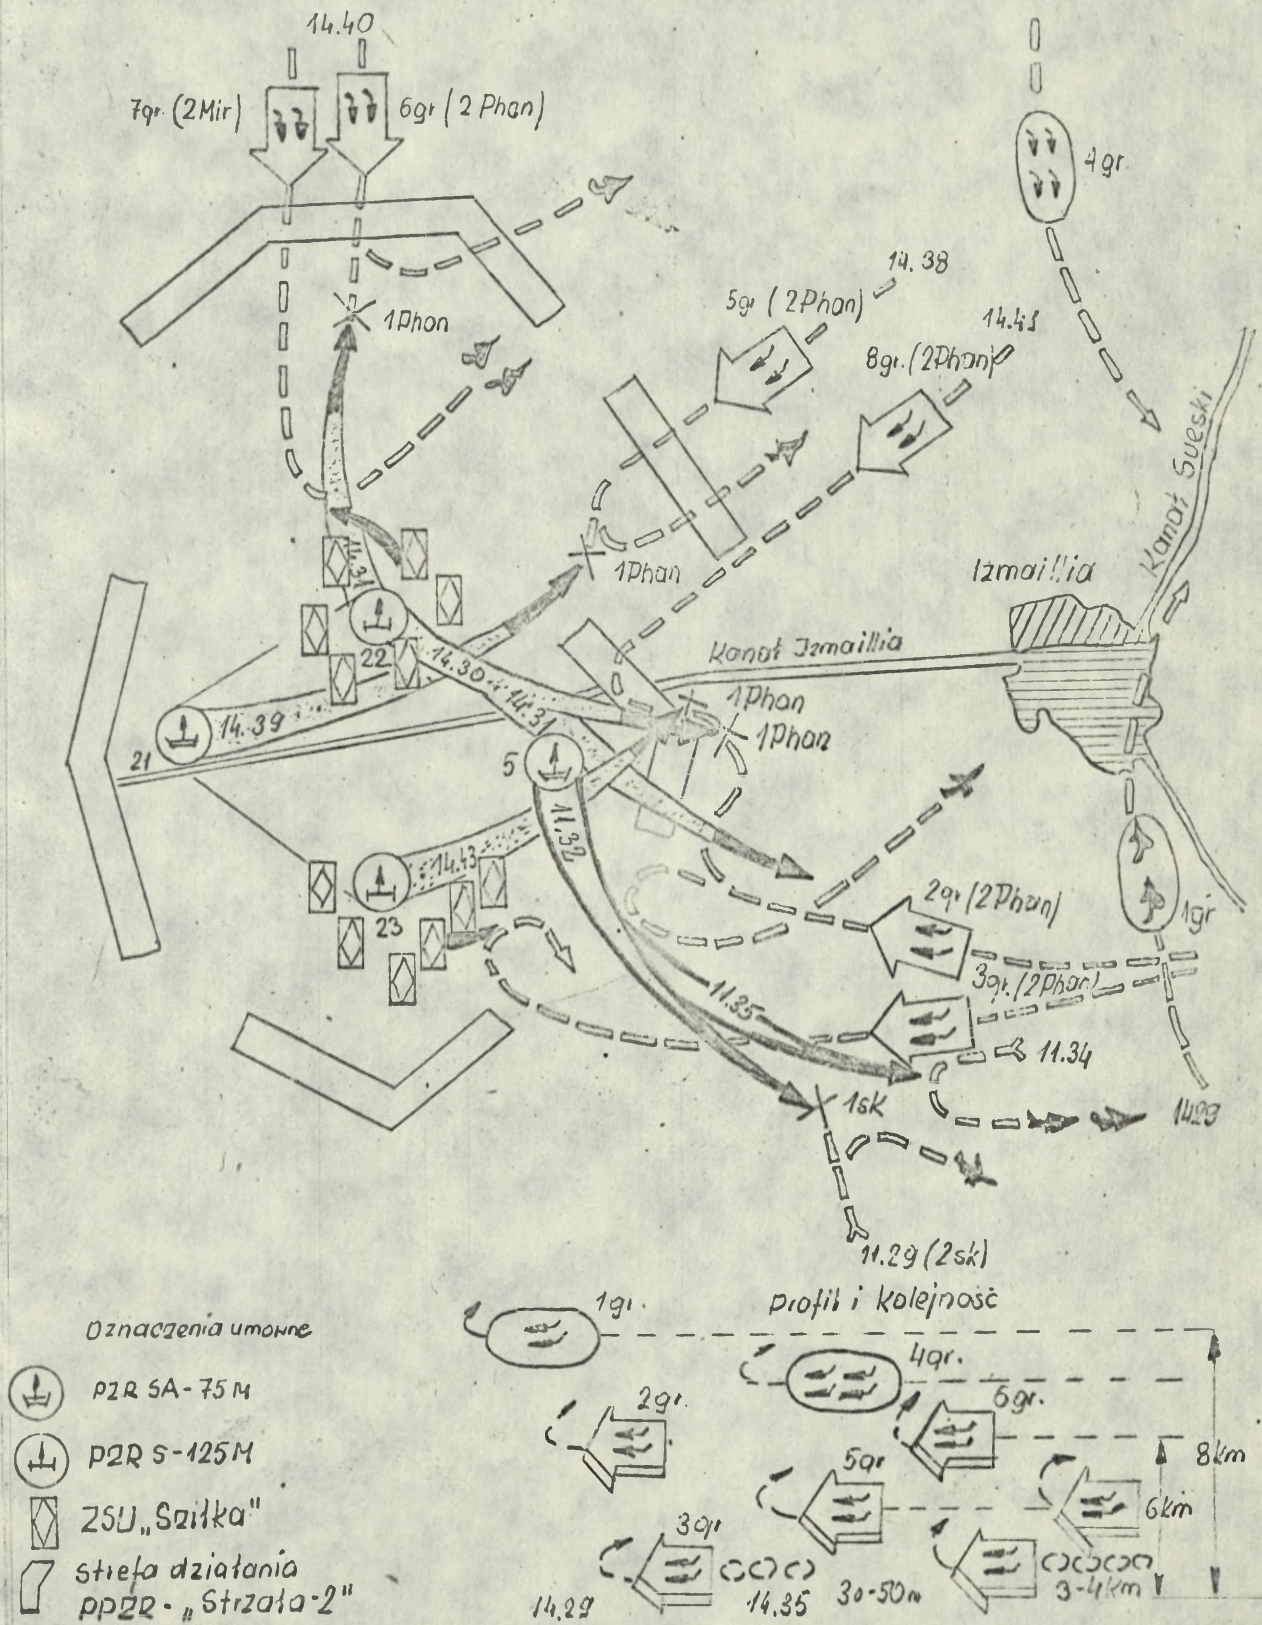 14.40
7gr. (2Mir)
6gr (2 Phan)
4gr.
1Phan
14.38
5gr (2Phan)
14.41
8gr. (2Phan)
Kanał Sueski
1Phan
Izmaillia
14.31
22
14.30
14.31
Kanał Izmaillia
1Phan
1Phan
14.39
21
5
11.32
14.43
23
2gr (2Phan)
1gr
3gr. (2Phan)
11.35
11.34
1sk
1429
11.29 (2sk)
Profil i kolejność
Oznaczenia umowne
PZR SA-75M
PZR S-125M
ZSU „Szilka"
Strefa działania
PPZR - „Strzała-2"
1gr.
4gr.
2gr.
6gr.
5gr
8km
6km
3gr
14.29
14.35
30-50m
3-4km